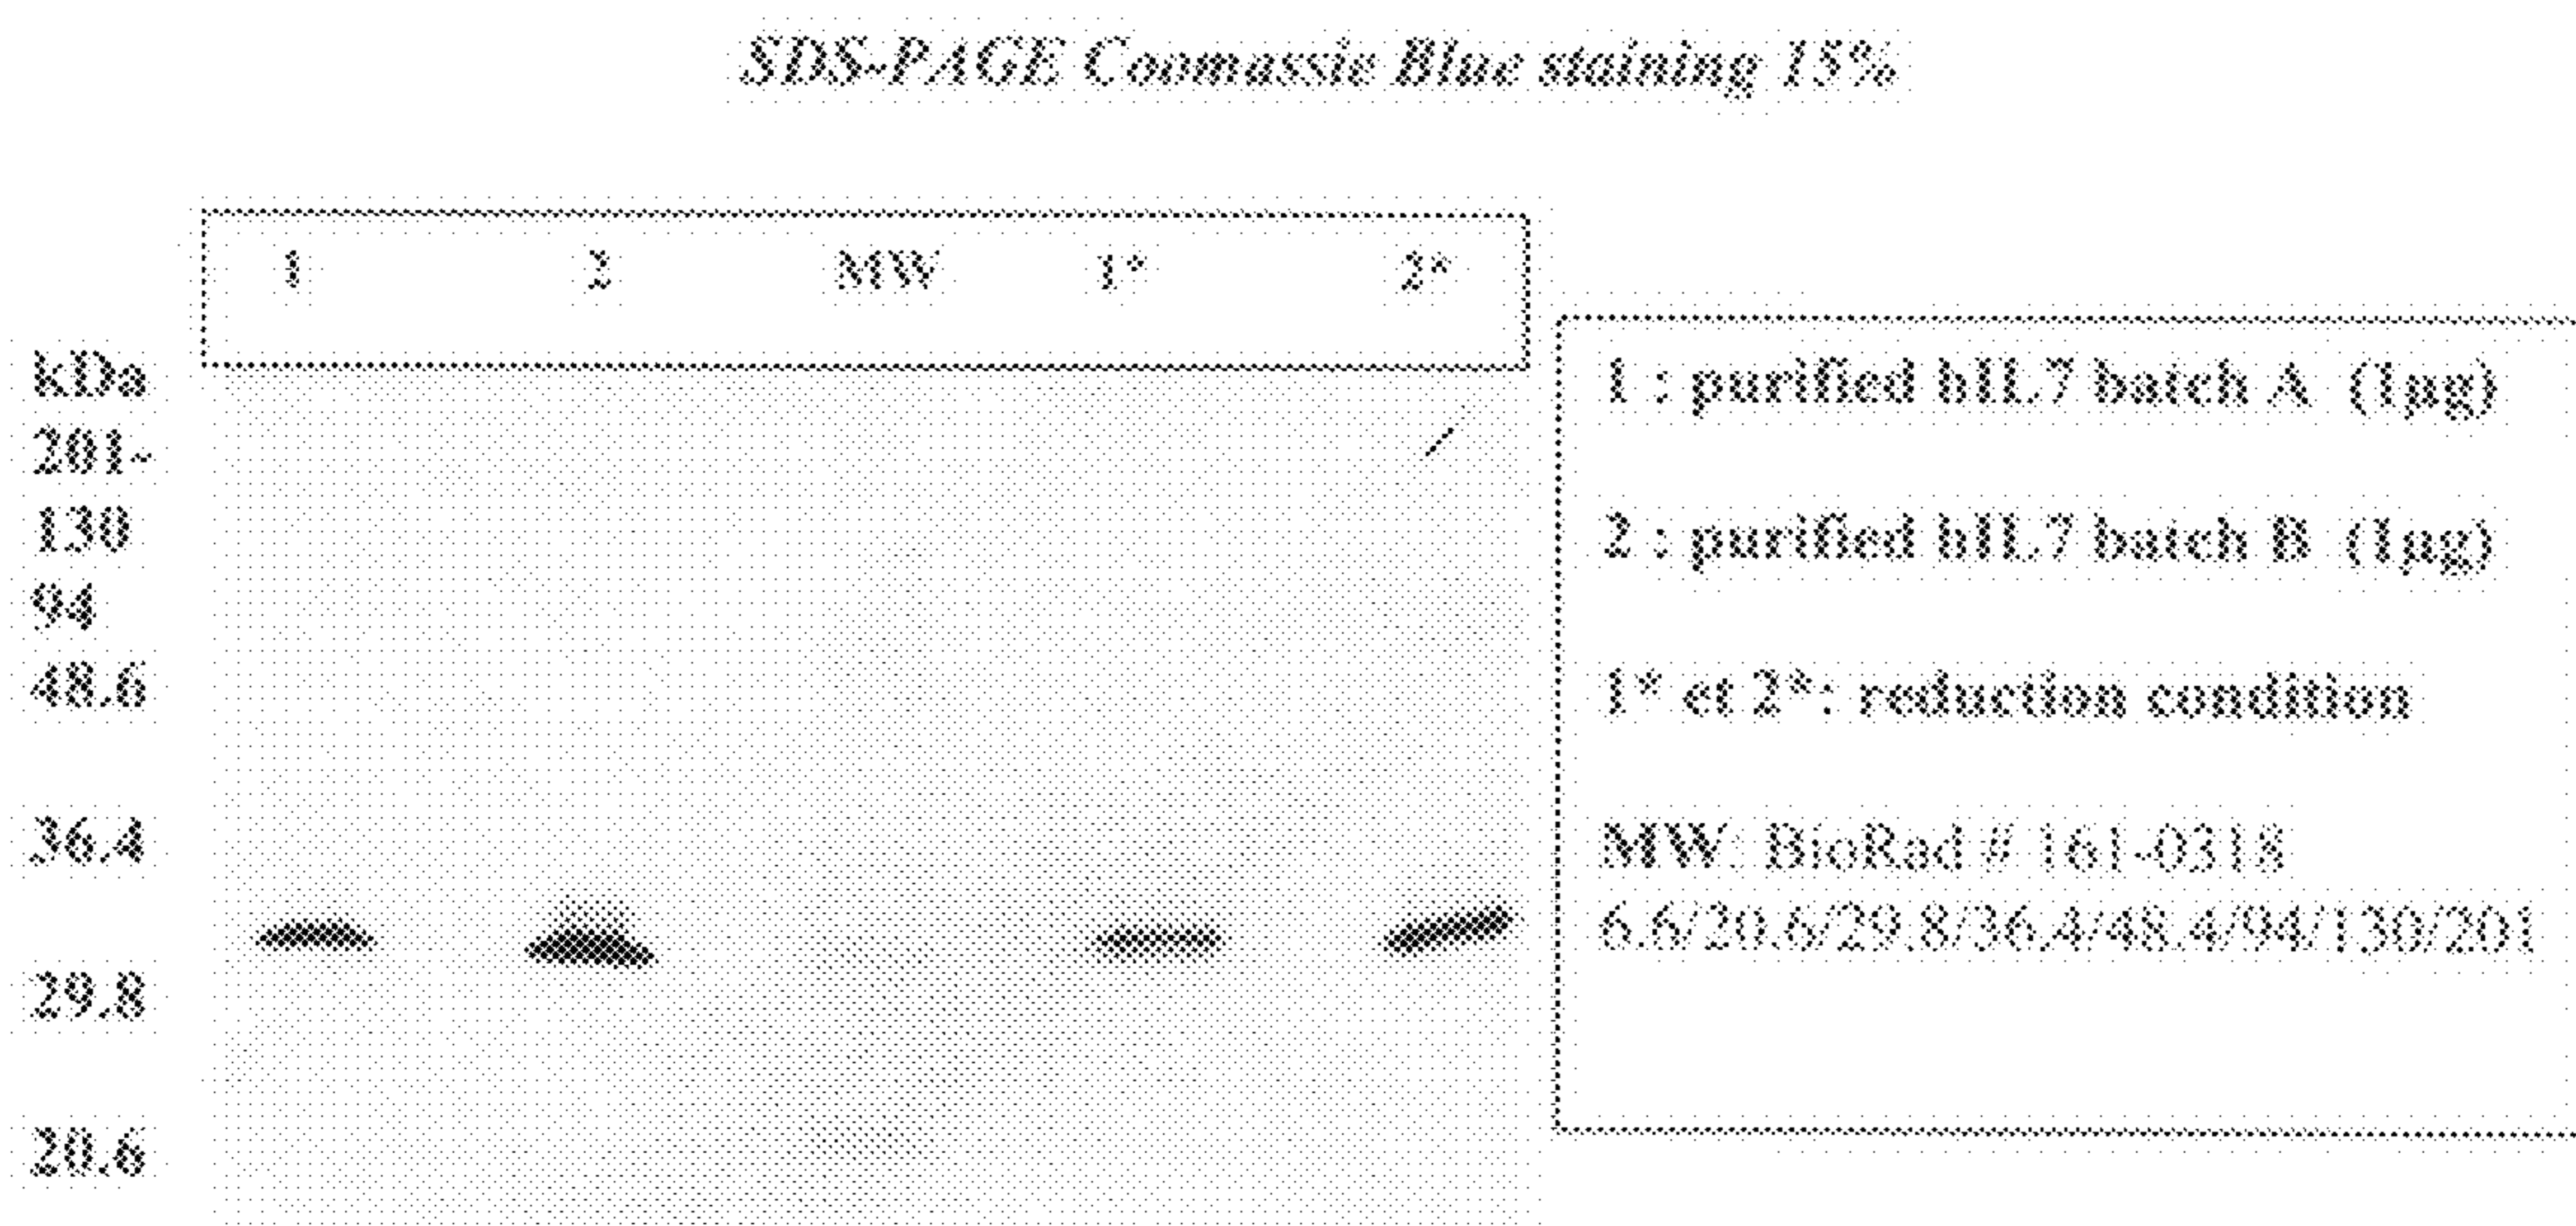 SDS-PAGE Coomassie Blue staining 15%
1 2 MW 1* 2*
kDa
201-
130
94
48.6
36.4
29.8
20.6
1 : purified hIL7 batch A (1µg)
2 : purified hIL7 batch B (1µg)
1* et 2*: reduction condition
MW: BioRad # 161-0318
6.6/20.6/29.8/36.4/48.4/94/130/201